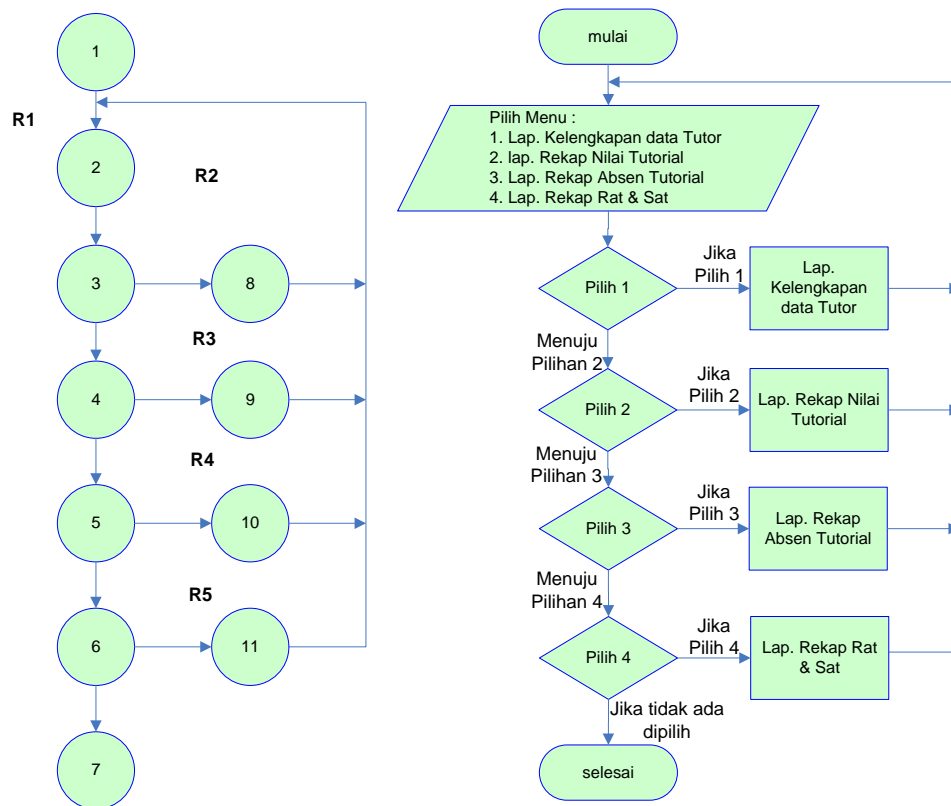 1
R1
2
R2
3
8
R3
4
9
R4
5
10
R5
6
11
7
mulai
Pilih Menu :
1. Lap. Kelengkapan data Tutor
2. lap. Rekap Nilai Tutorial
3. Lap. Rekap Absen Tutorial
4. Lap. Rekap Rat & Sat
Pilih 1
Jika
Pilih 1
Lap.
Kelengkapan
data Tutor
Menuju
Pilihan 2
Pilih 2
Jika
Pilih 2
Lap. Rekap Nilai
Tutorial
Menuju
Pilihan 3
Pilih 3
Jika
Pilih 3
Lap. Rekap
Absen Tutorial
Menuju
Pilihan 4
Pilih 4
Jika
Pilih 4
Lap. Rekap Rat
& Sat
Jika tidak ada
dipilih
selesai